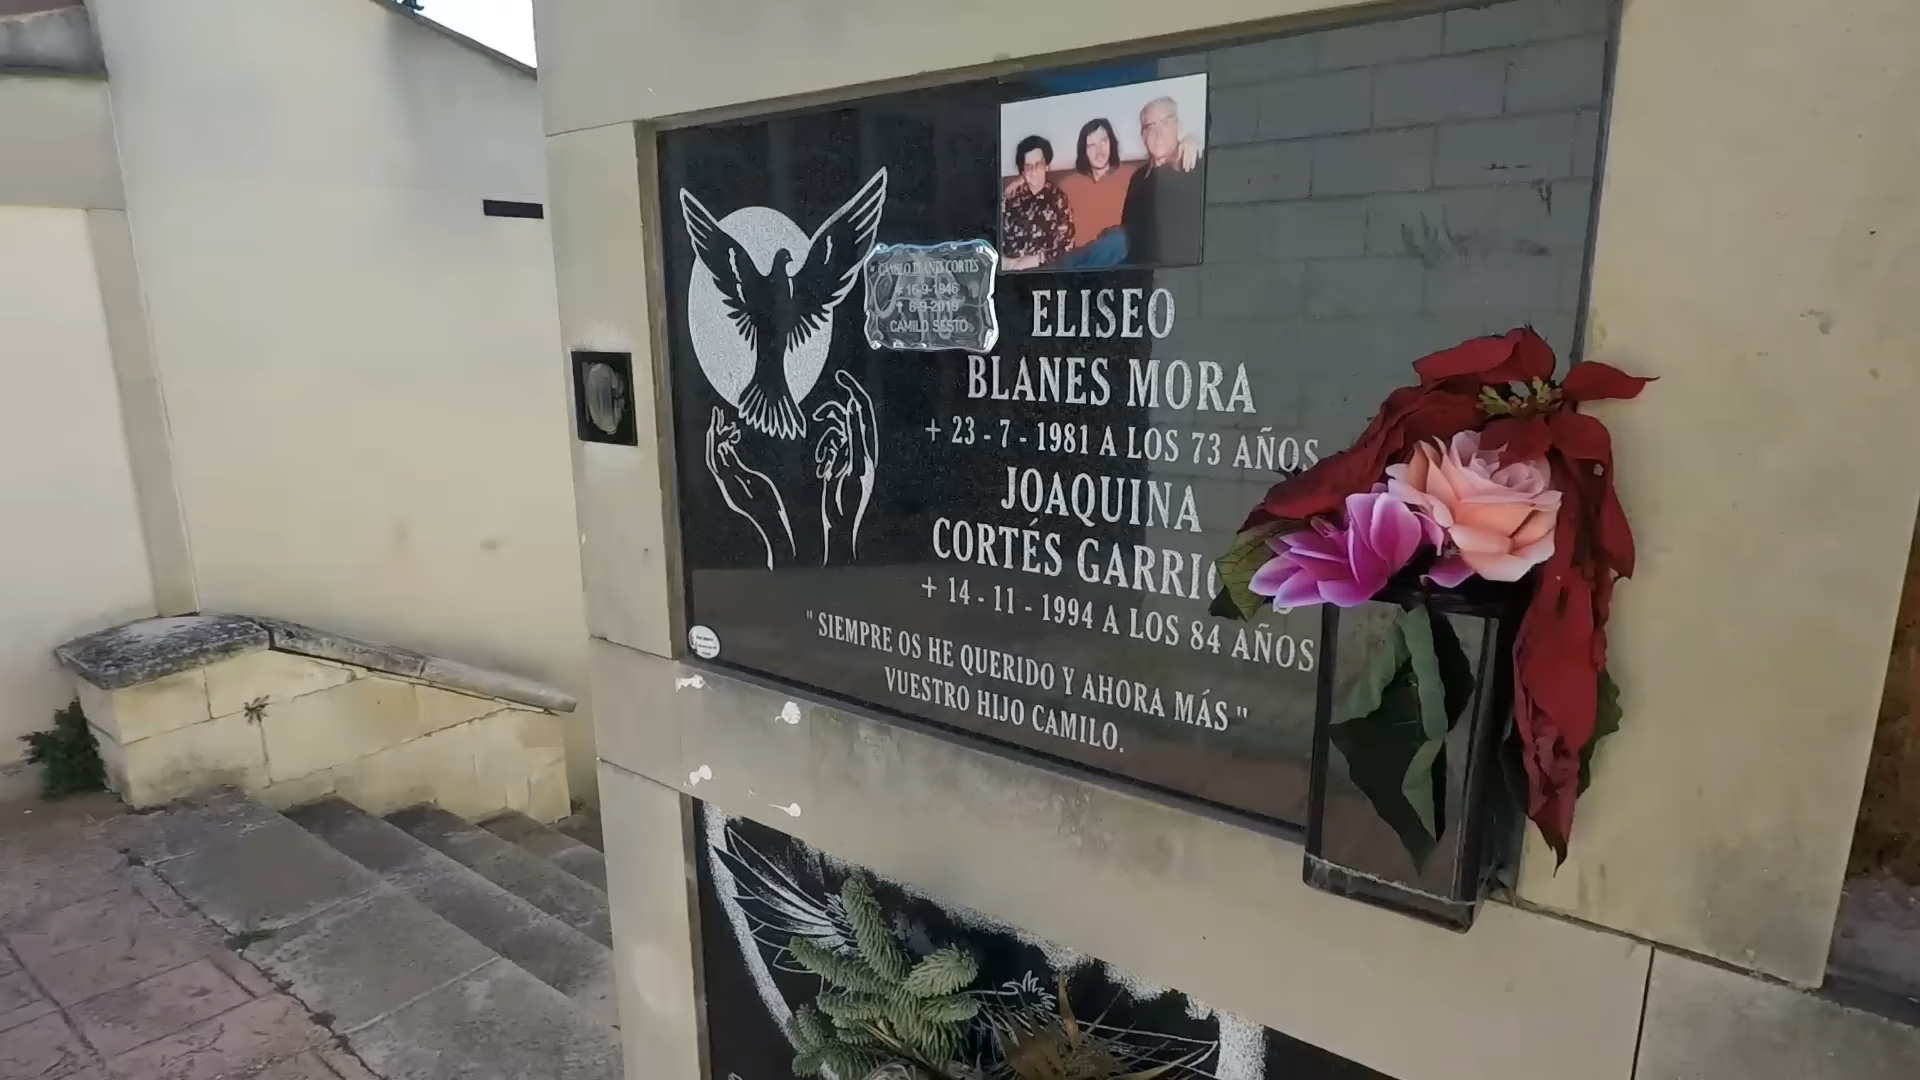 CAMILO BLANES CORTÉS
* 16-9-1946
† 8-9-2019
CAMILO SESTO
ELISEO
BLANES MORA
+ 23 - 7 - 1981 A LOS 73 AÑOS
JOAQUINA
CORTÉS
+ 14 - 11 - 1994 A LOS 84 AÑOS
" SIEMPRE OS HE QUERIDO Y AHORA MÁS "
VUESTRO HIJO CAMILO.